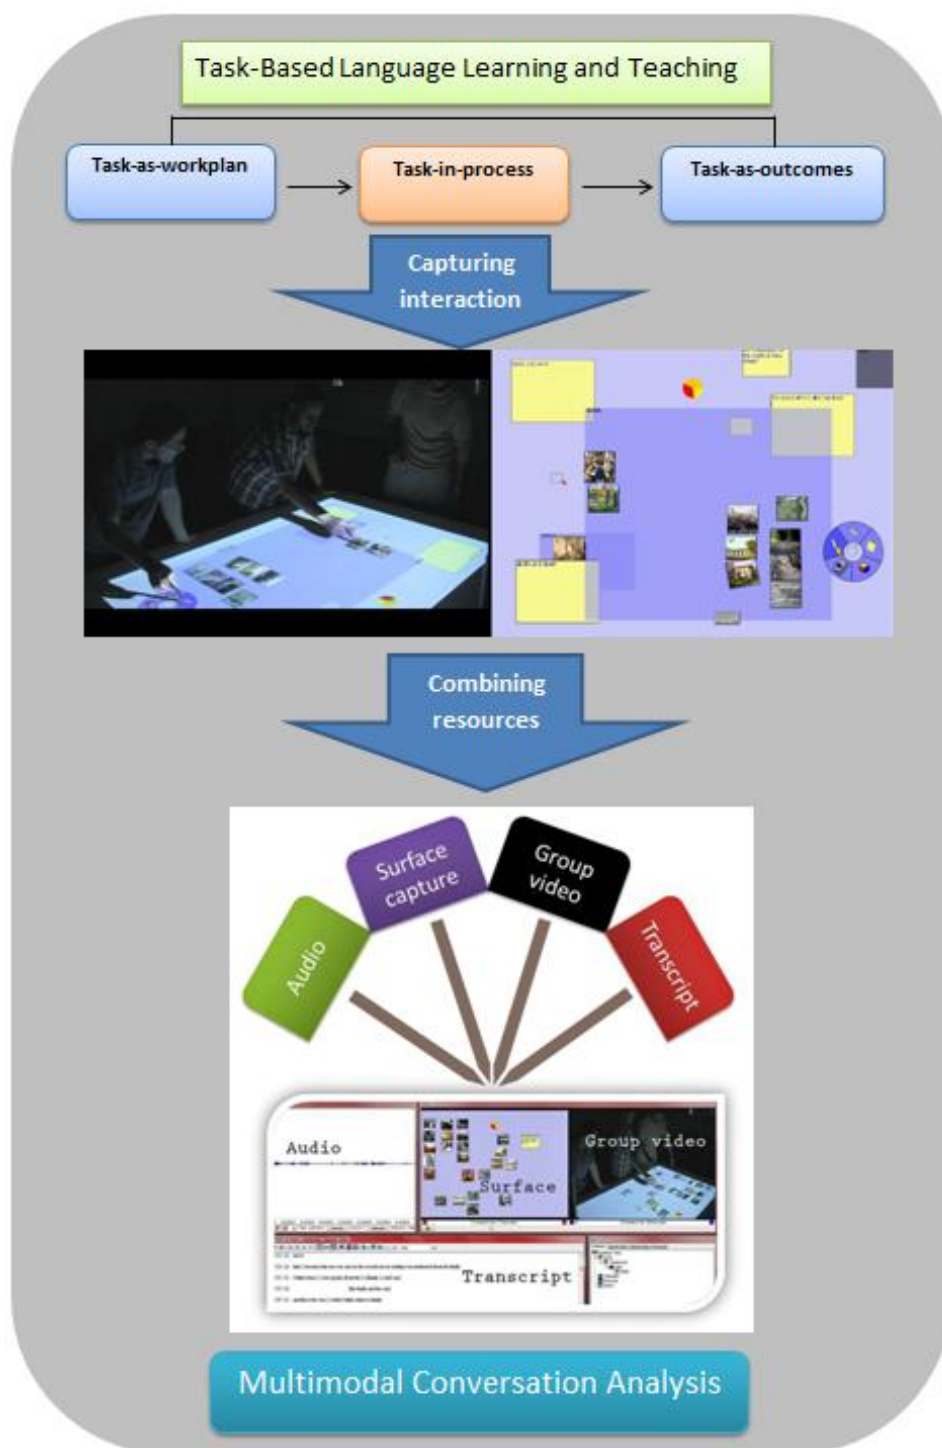 Task-Based Language Learning and Teaching
Task-as-workplan
Task-in-process
Task-as-outcomes
Capturing
interaction
Combining
resources
Audio
Surface
capture
Group
video
Transcript
Audio
Surface
Group video
Transcript
Multimodal Conversation Analysis